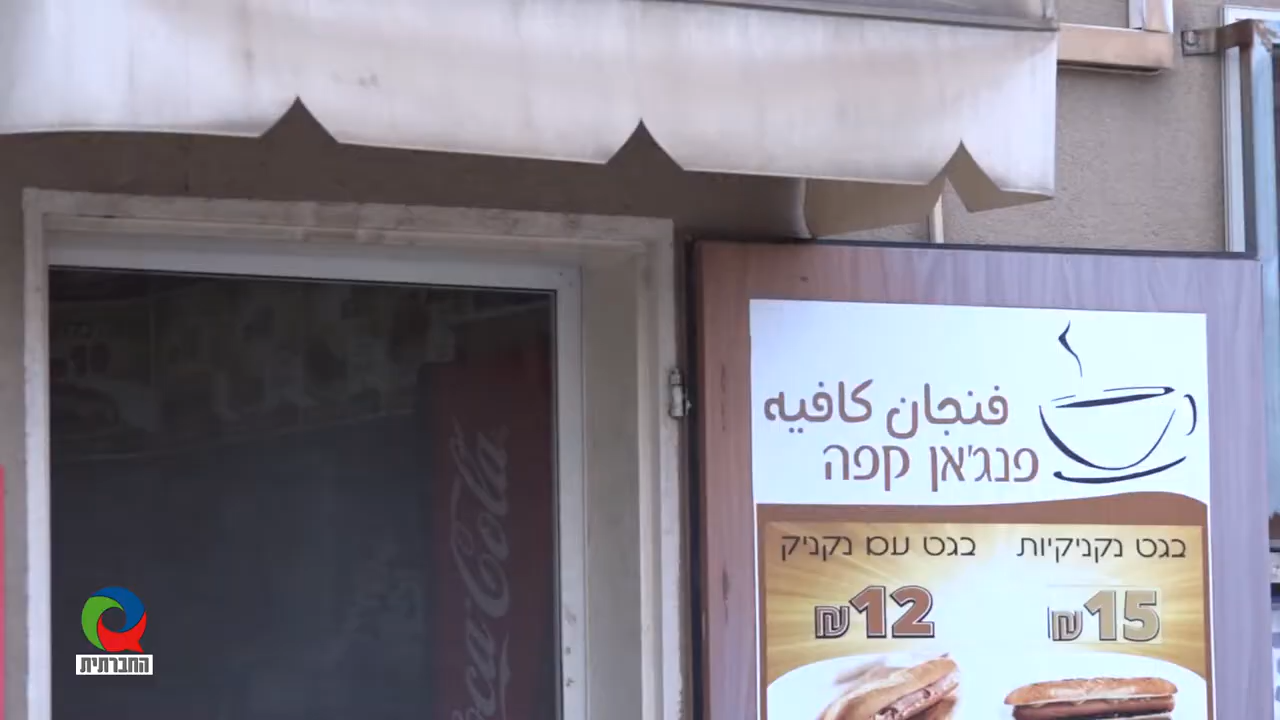 فنجان كافيه
פנג'אן קפה
בגט נקניקיות
בגט עם נקניק
₪15
₪12
Coca-Cola
החברתית